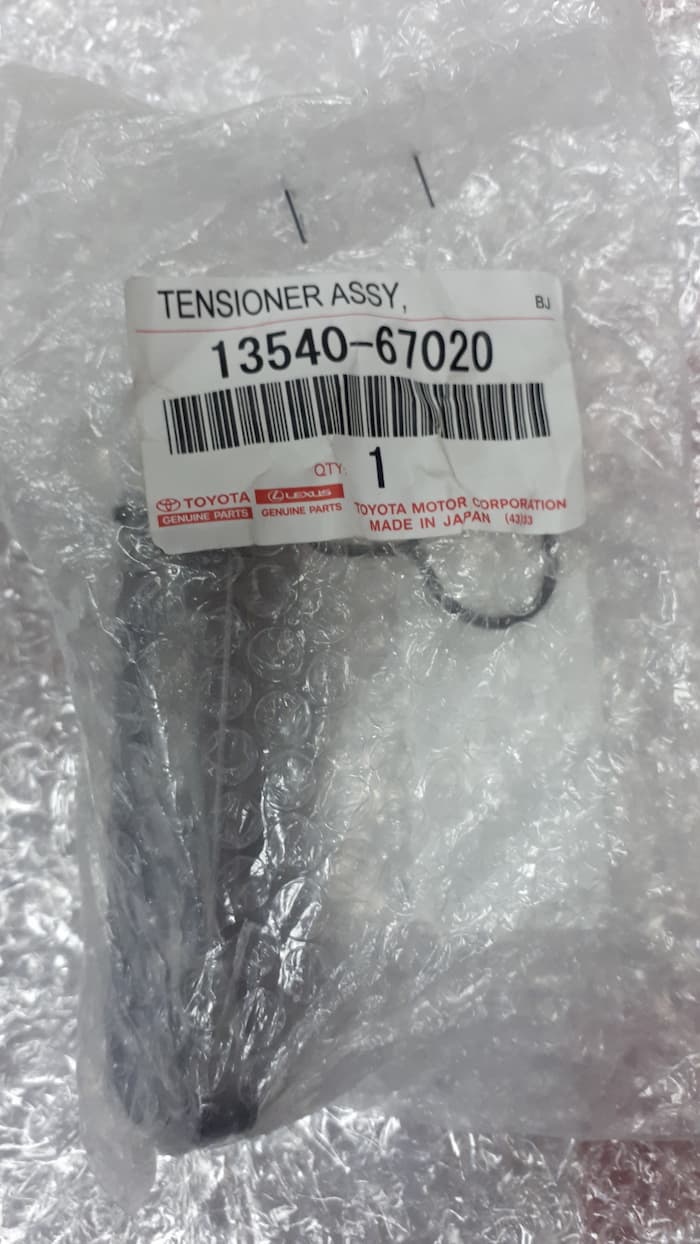 TENSIONER ASSY,
BJ
13540-67020
QTY: 1
TOYOTA
GENUINE PARTS
LEXUS
GENUINE PARTS
TOYOTA MOTOR CORPORATION
MADE IN JAPAN